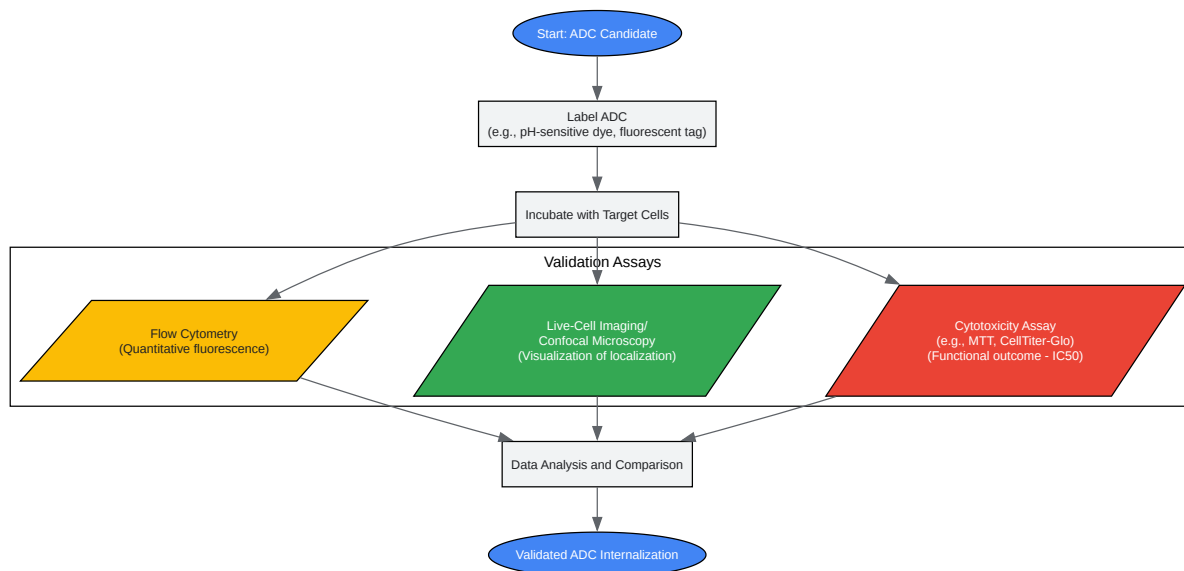 Start: ADC Candidate
Label ADC
(e.g., pH-sensitive dye, fluorescent tag)
Incubate with Target Cells
Validation Assays
Flow Cytometry
(Quantitative fluorescence)
Live-Cell Imaging/
Confocal Microscopy
(Visualization of localization)
Cytotoxicity Assay
(e.g., MTT, CellTiter-Glo)
(Functional outcome - IC50)
Data Analysis and Comparison
Validated ADC Internalization